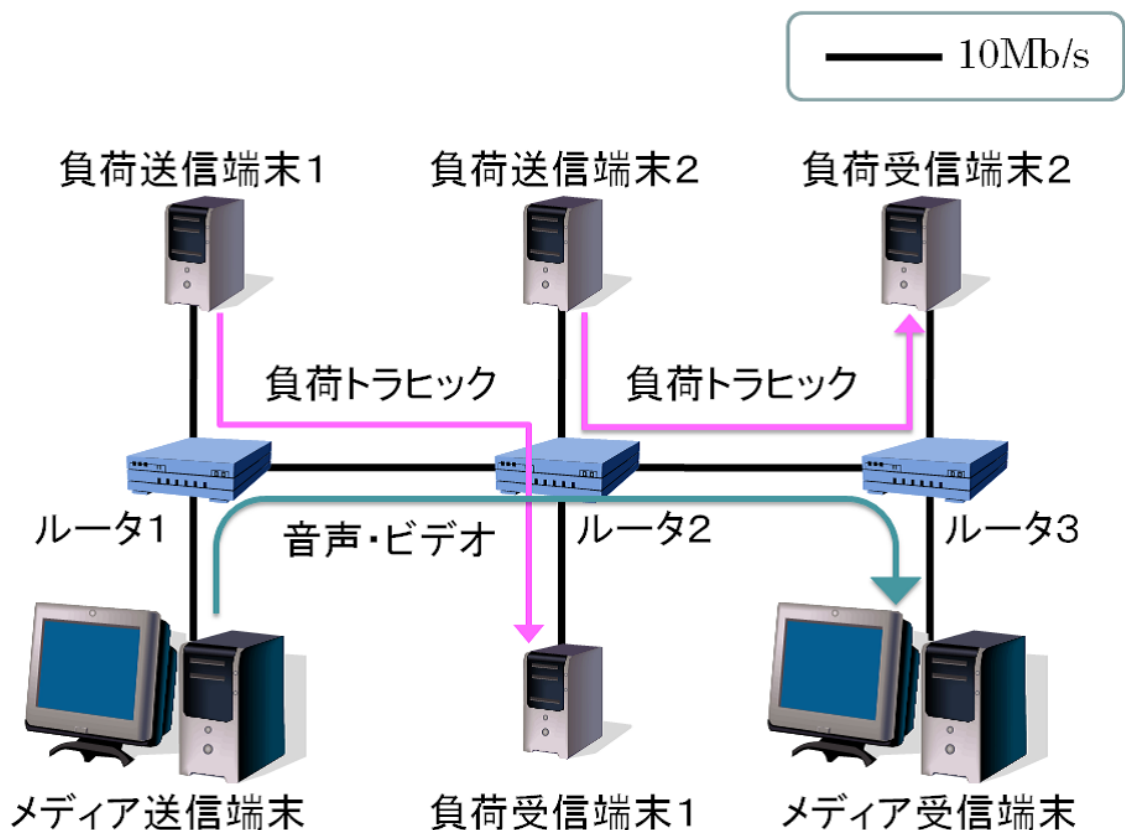 10Mb/s
負荷送信端末1
負荷送信端末2
負荷受信端末2
負荷トラヒック
負荷トラヒック
ルータ1
音声・ビデオ
ルータ2
ルータ3
メディア送信端末
負荷受信端末1
メディア受信端末